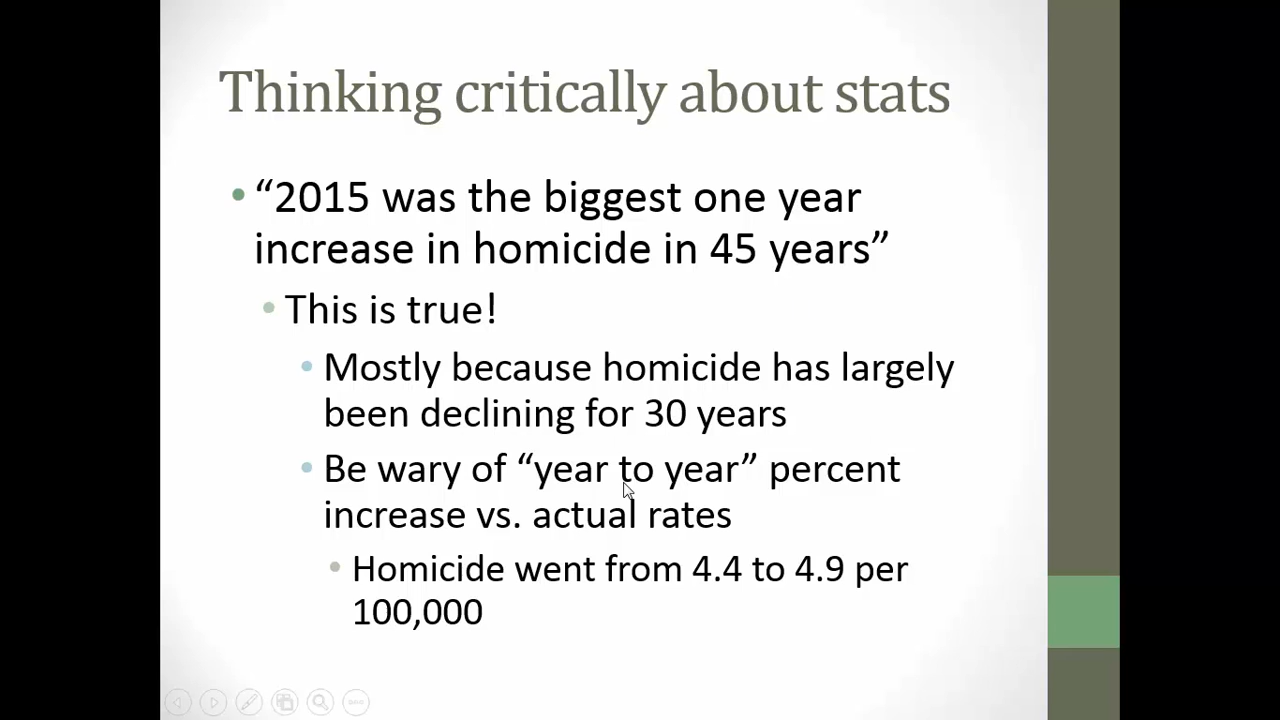 Thinking critically about stats
• “2015 was the biggest one year
increase in homicide in 45 years”
• This is true!
• Mostly because homicide has largely
been declining for 30 years
• Be wary of “year to year” percent
increase vs. actual rates
• Homicide went from 4.4 to 4.9 per
100,000